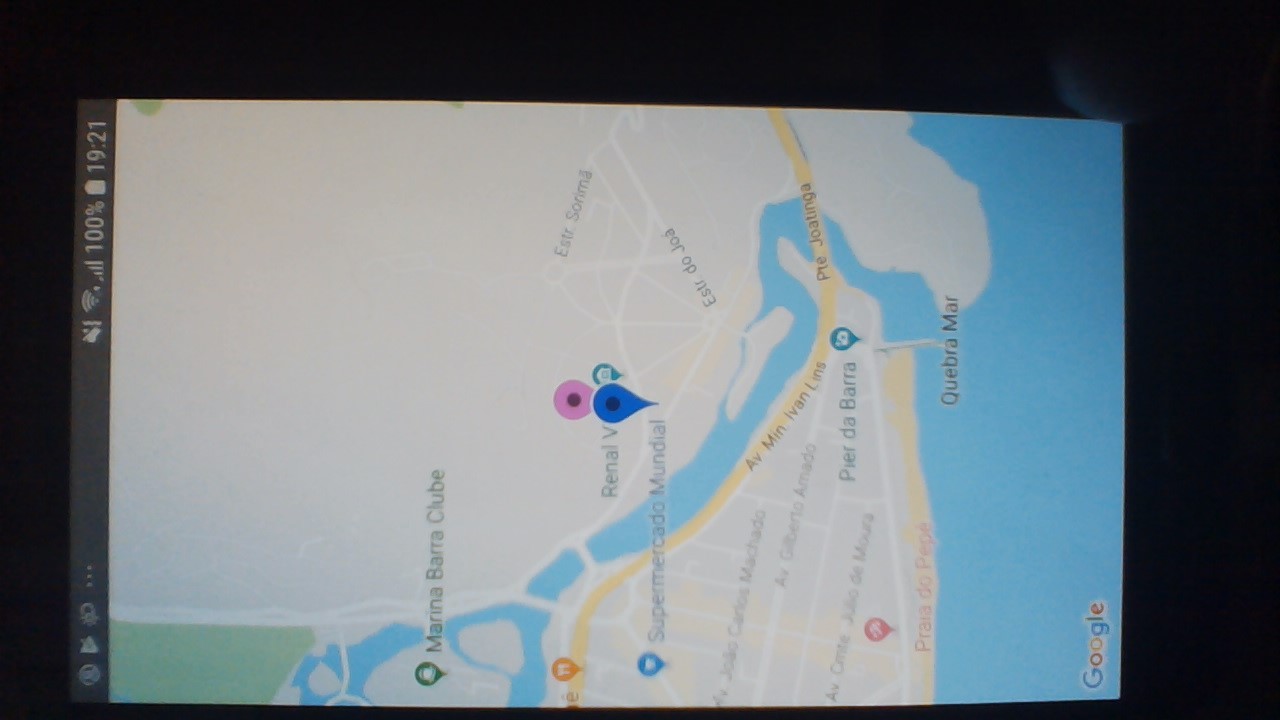 100% 19:21
Estr. Sorimã
Estr. do Joá
Pte. Joatinga
Renal V
Marina Barra Clube
Supermercado Mundial
Av. Min. Ivan Lins
Pier da Barra
Quebra Mar
Av. Gilberto Amado
Av. João Carlos Machado
Av. Cmte. Júlio de Moura
Praia do Pepê
é
Google